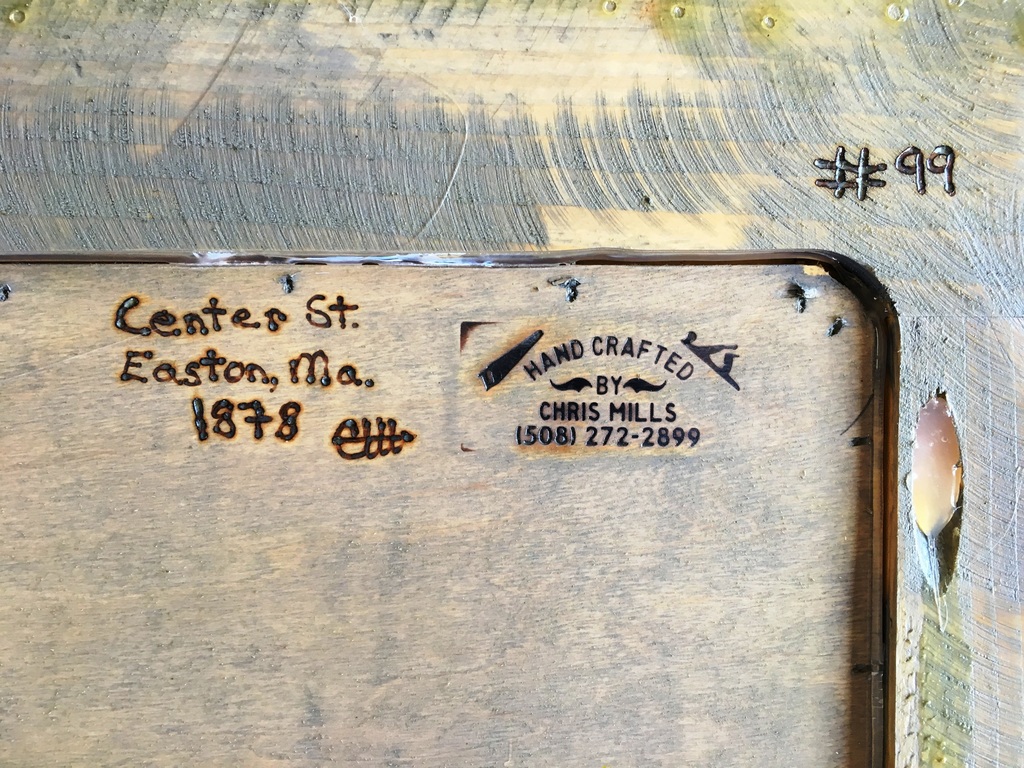 #99
Center St.
Easton, Ma.
1878
HAND CRAFTED
BY
CHRIS MILLS
(508) 272-2899